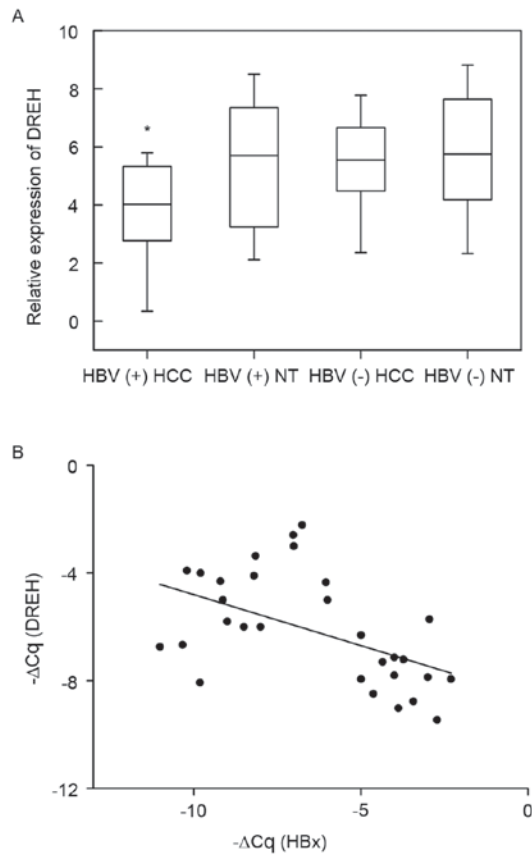 A
10
8
6
4
2
0
Relative expression of DREH
*
HBV (+) HCC HBV (+) NT HBV (-) HCC HBV (-) NT
B
0
-4
-8
-12
-ΔCq (DREH)
-10 -5 0
-ΔCq (HBx)